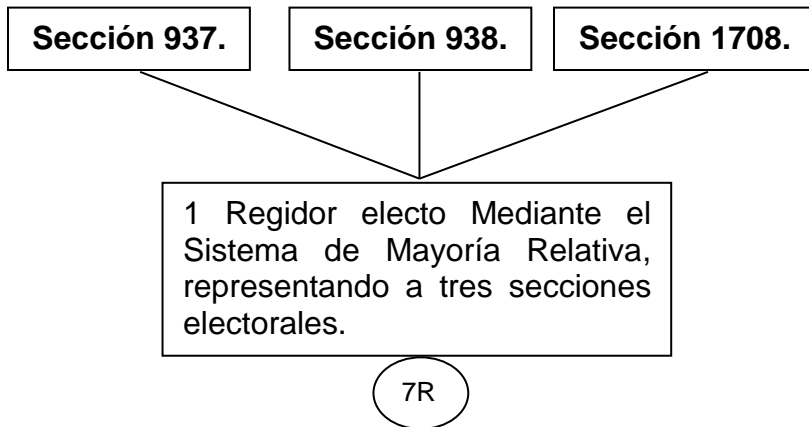 Sección 937.
Sección 938.
Sección 1708.
1 Regidor electo Mediante el
Sistema de Mayoría Relativa,
representando a tres secciones
electorales.
7R